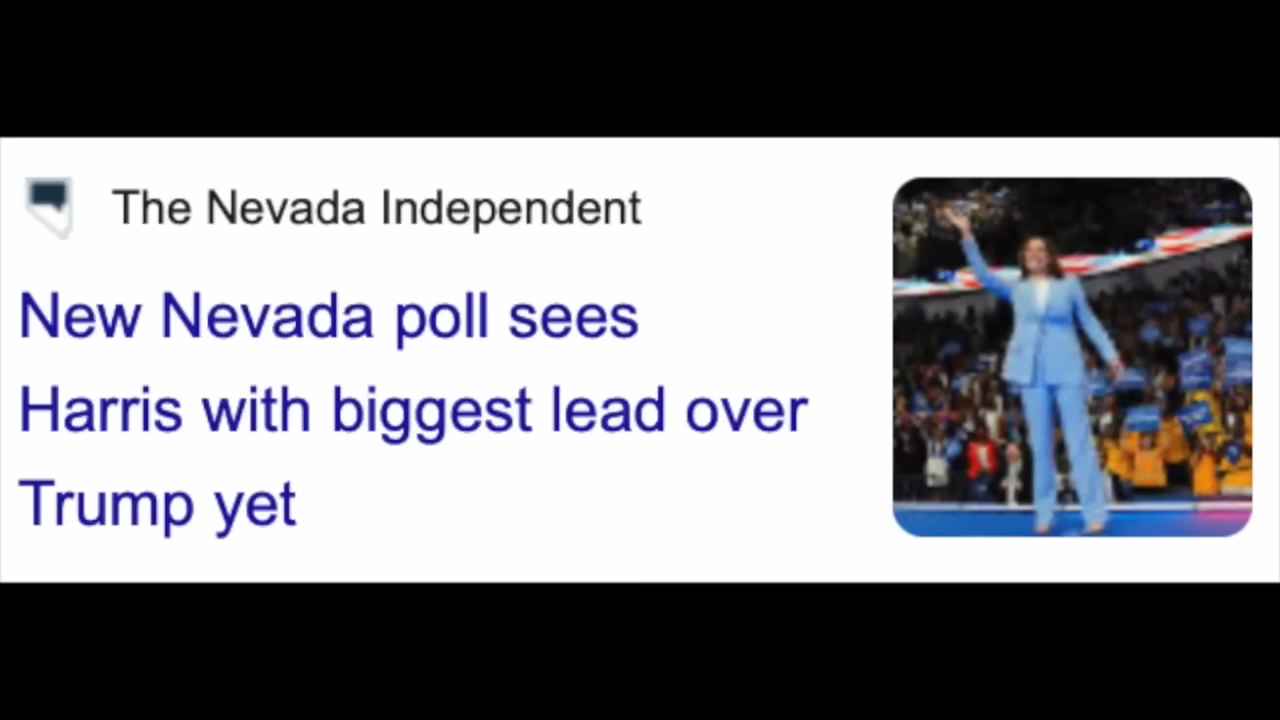 The Nevada Independent
New Nevada poll sees
Harris with biggest lead over
Trump yet